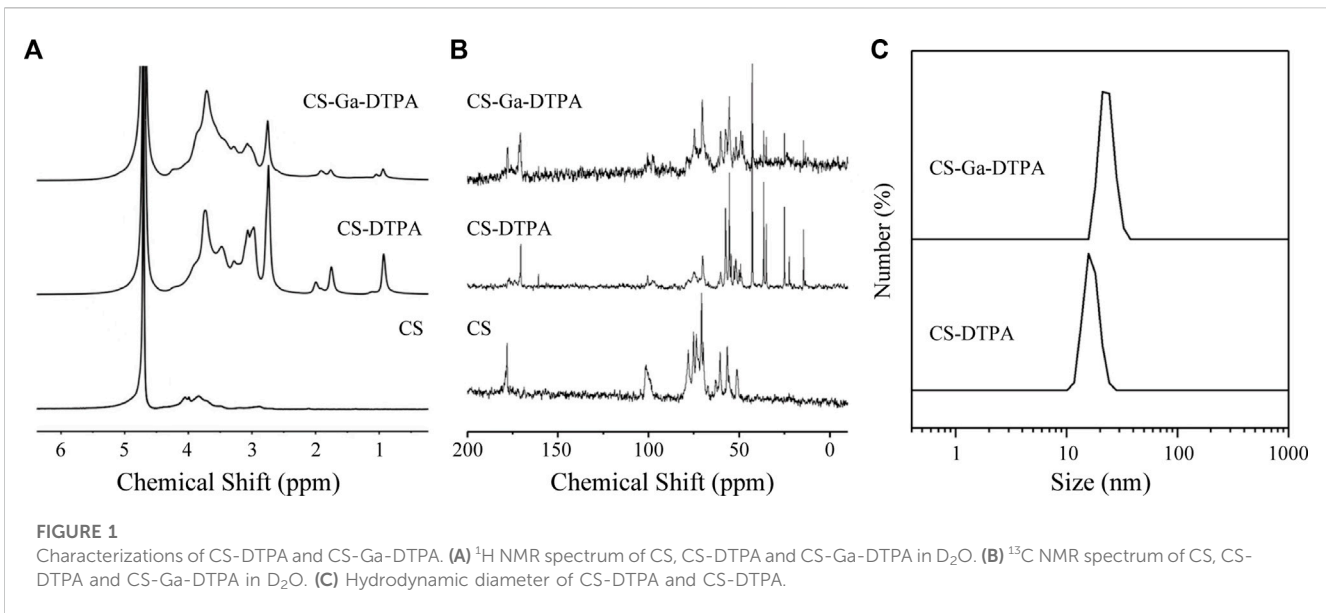 A
CS-Ga-DTPA
CS-DTPA
CS
6 5 4 3 2 1
Chemical Shift (ppm)
B
CS-Ga-DTPA
CS-DTPA
CS
200 150 100 50 0
Chemical Shift (ppm)
C
Number (%)
CS-Ga-DTPA
CS-DTPA
1 10 100 1000
Size (nm)
FIGURE 1
Characterizations of CS-DTPA and CS-Ga-DTPA. (A) ¹H NMR spectrum of CS, CS-DTPA and CS-Ga-DTPA in D₂O. (B) ¹³C NMR spectrum of CS, CS-
DTPA and CS-Ga-DTPA in D₂O. (C) Hydrodynamic diameter of CS-DTPA and CS-DTPA.